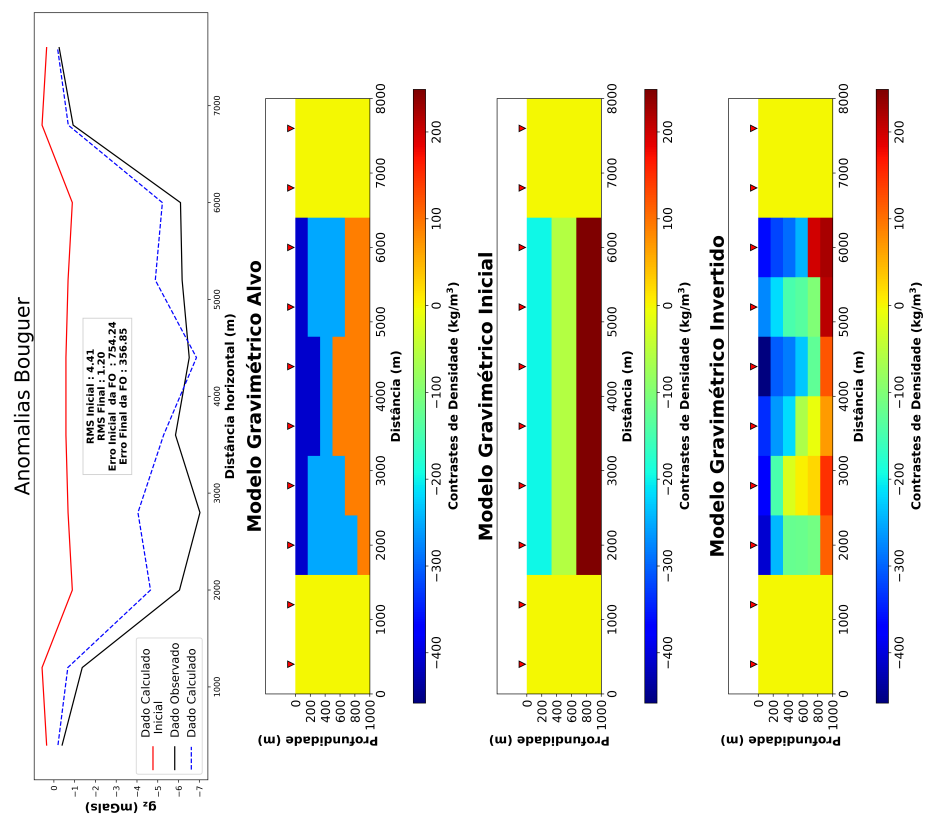 Anomalias Bouguer
g_z (mGals)
0
−1
−2
−3
−4
−5
−6
−7
RMS Inicial : 4.41
RMS Final : 1.20
Erro Inicial da FO : 754.24
Erro Final da FO : 356.85
Dado Calculado
Inicial
Dado Observado
Dado Calculado
1000 2000 3000 4000 5000 6000 7000
Distância horizontal (m)
Modelo Gravimétrico Alvo
Profundidade (m)
0
200
400
600
800
1000
0 1000 2000 3000 4000 5000 6000 7000 8000
Distância (m)
−400 −300 −200 −100 0 100 200
Contrastes de Densidade (kg/m³)
Modelo Gravimétrico Inicial
Profundidade (m)
0
200
400
600
800
1000
0 1000 2000 3000 4000 5000 6000 7000 8000
Distância (m)
−400 −300 −200 −100 0 100 200
Contrastes de Densidade (kg/m³)
Modelo Gravimétrico Invertido
Profundidade (m)
0
200
400
600
800
1000
0 1000 2000 3000 4000 5000 6000 7000 8000
Distância (m)
−400 −300 −200 −100 0 100 200
Contrastes de Densidade (kg/m³)